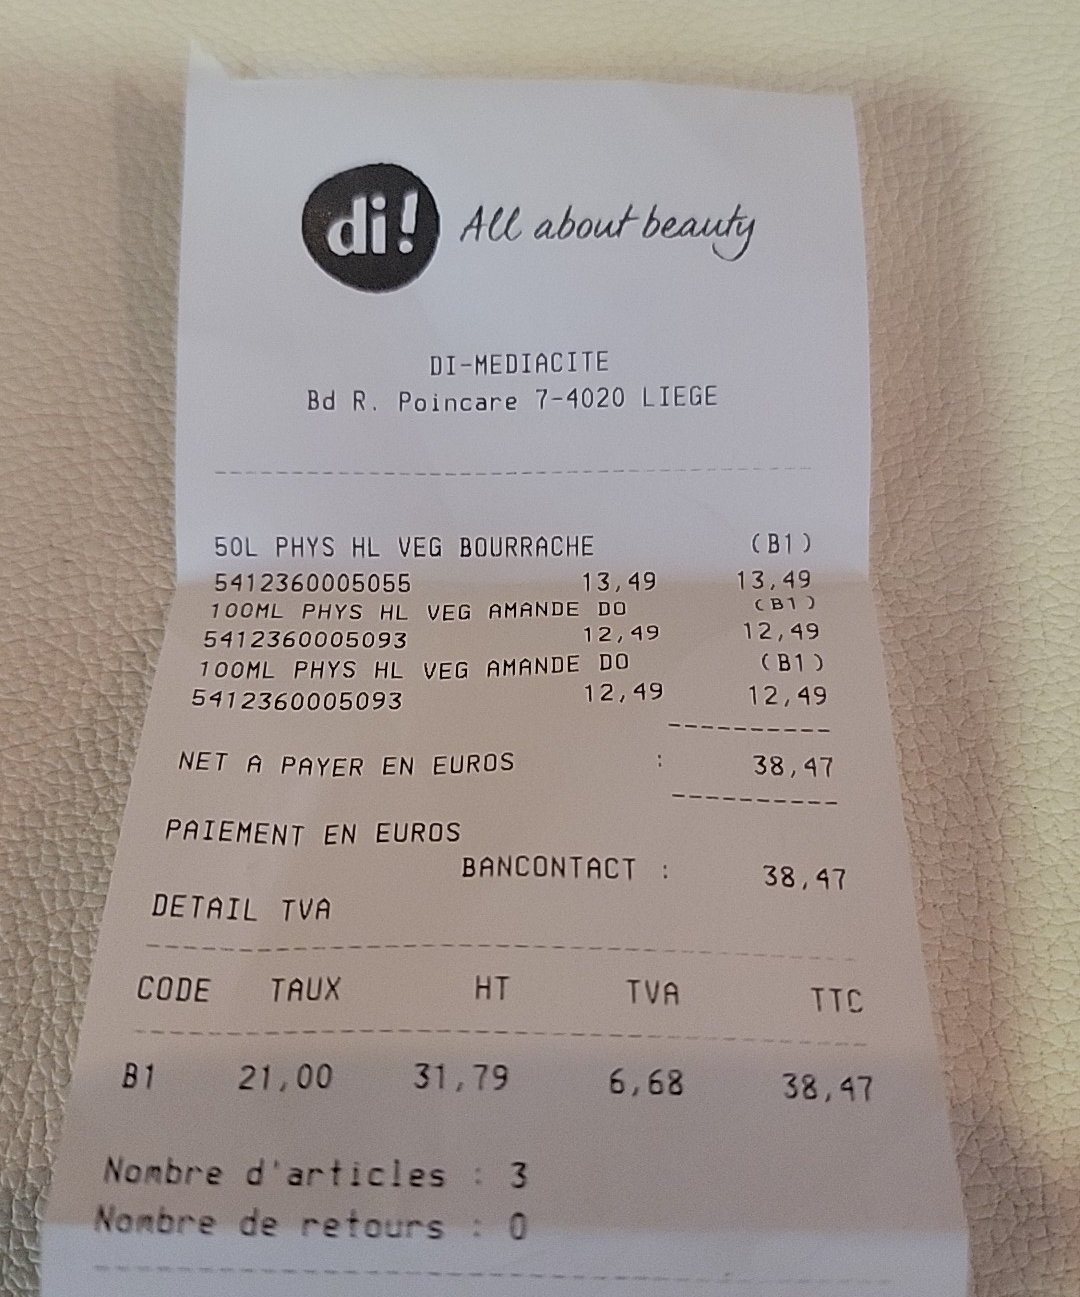 di! All about beauty
DI-MEDIACITE
Bd R. Poincare 7-4020 LIEGE
50L PHYS HL VEG BOURRACHE (B1)
5412360005055 13,49 13,49
100ML PHYS HL VEG AMANDE DO (B1)
5412360005093 12,49 12,49
100ML PHYS HL VEG AMANDE DO (B1)
5412360005093 12,49 12,49
NET A PAYER EN EUROS : 38,47
PAIEMENT EN EUROS
BANCONTACT : 38,47
DETAIL TVA
CODE TAUX HT TVA TTC
B1 21,00 31,79 6,68 38,47
Nombre d'articles : 3
Nombre de retours : 0